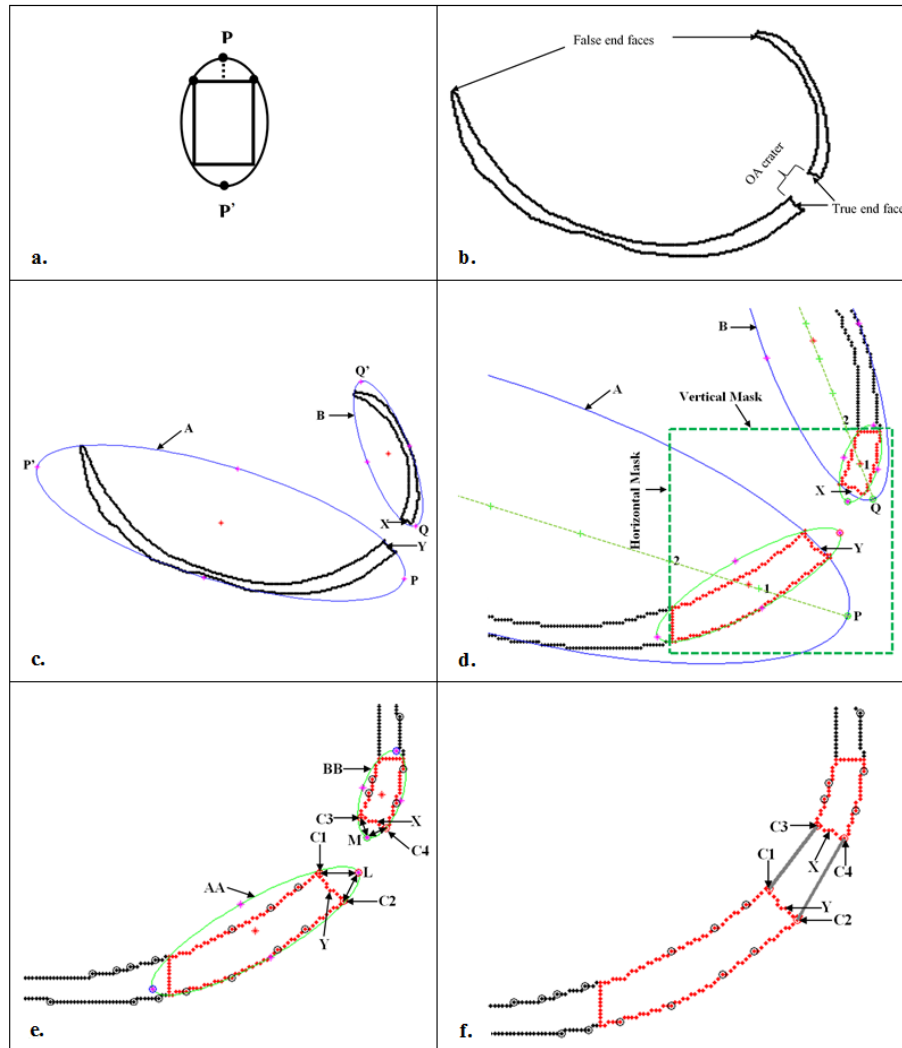 P
P'
a.
False end faces
OA crater
True end face
b.
Q'
A
B
P'
X
Q
Y
P
c.
B
A
Vertical Mask
Horizontal Mask
2
1
X
Q
Y
2
1
P
d.
BB
C3
X
M
C4
C1
L
AA
C2
Y
e.
C3
X
C4
C1
Y
C2
f.